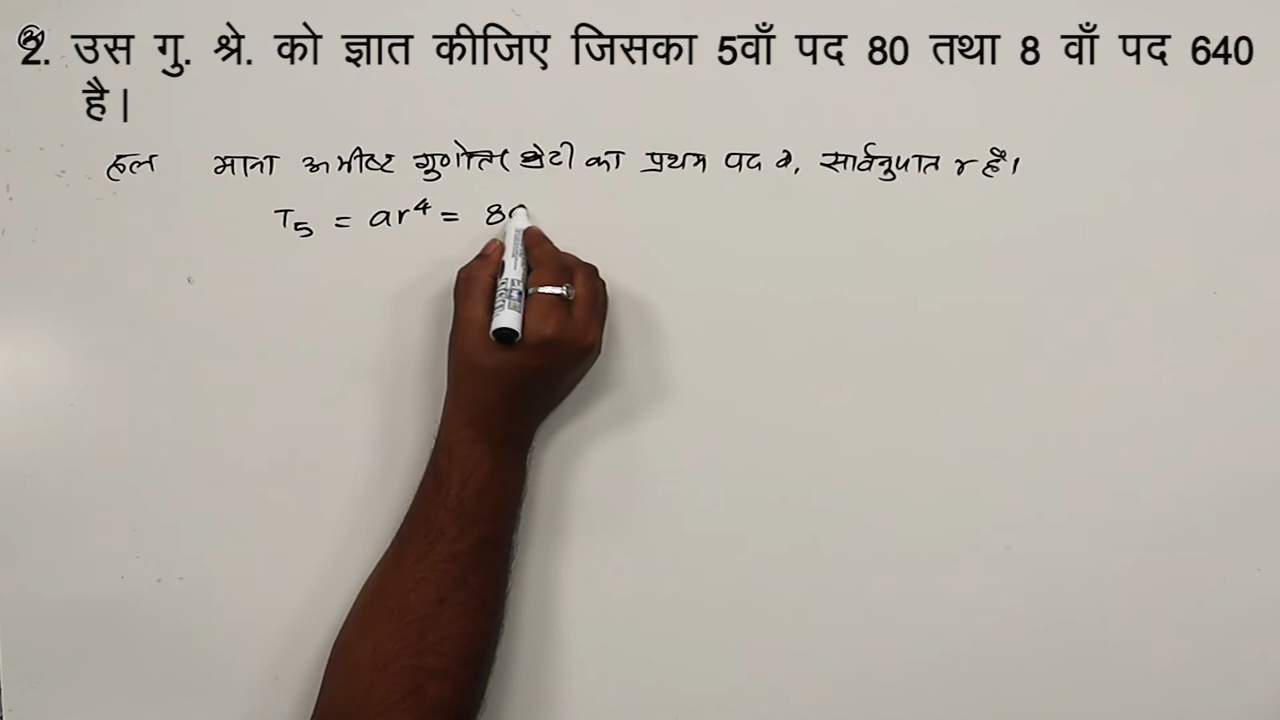 2. उस गु. श्रे. को ज्ञात कीजिए जिसका 5वाँ पद 80 तथा 8 वाँ पद 640
है।
हल माना अभीष्ट गुणोत्तर श्रेढी का प्रथम पद a, सार्वनुपात r है।
T₅ = ar⁴ = 80